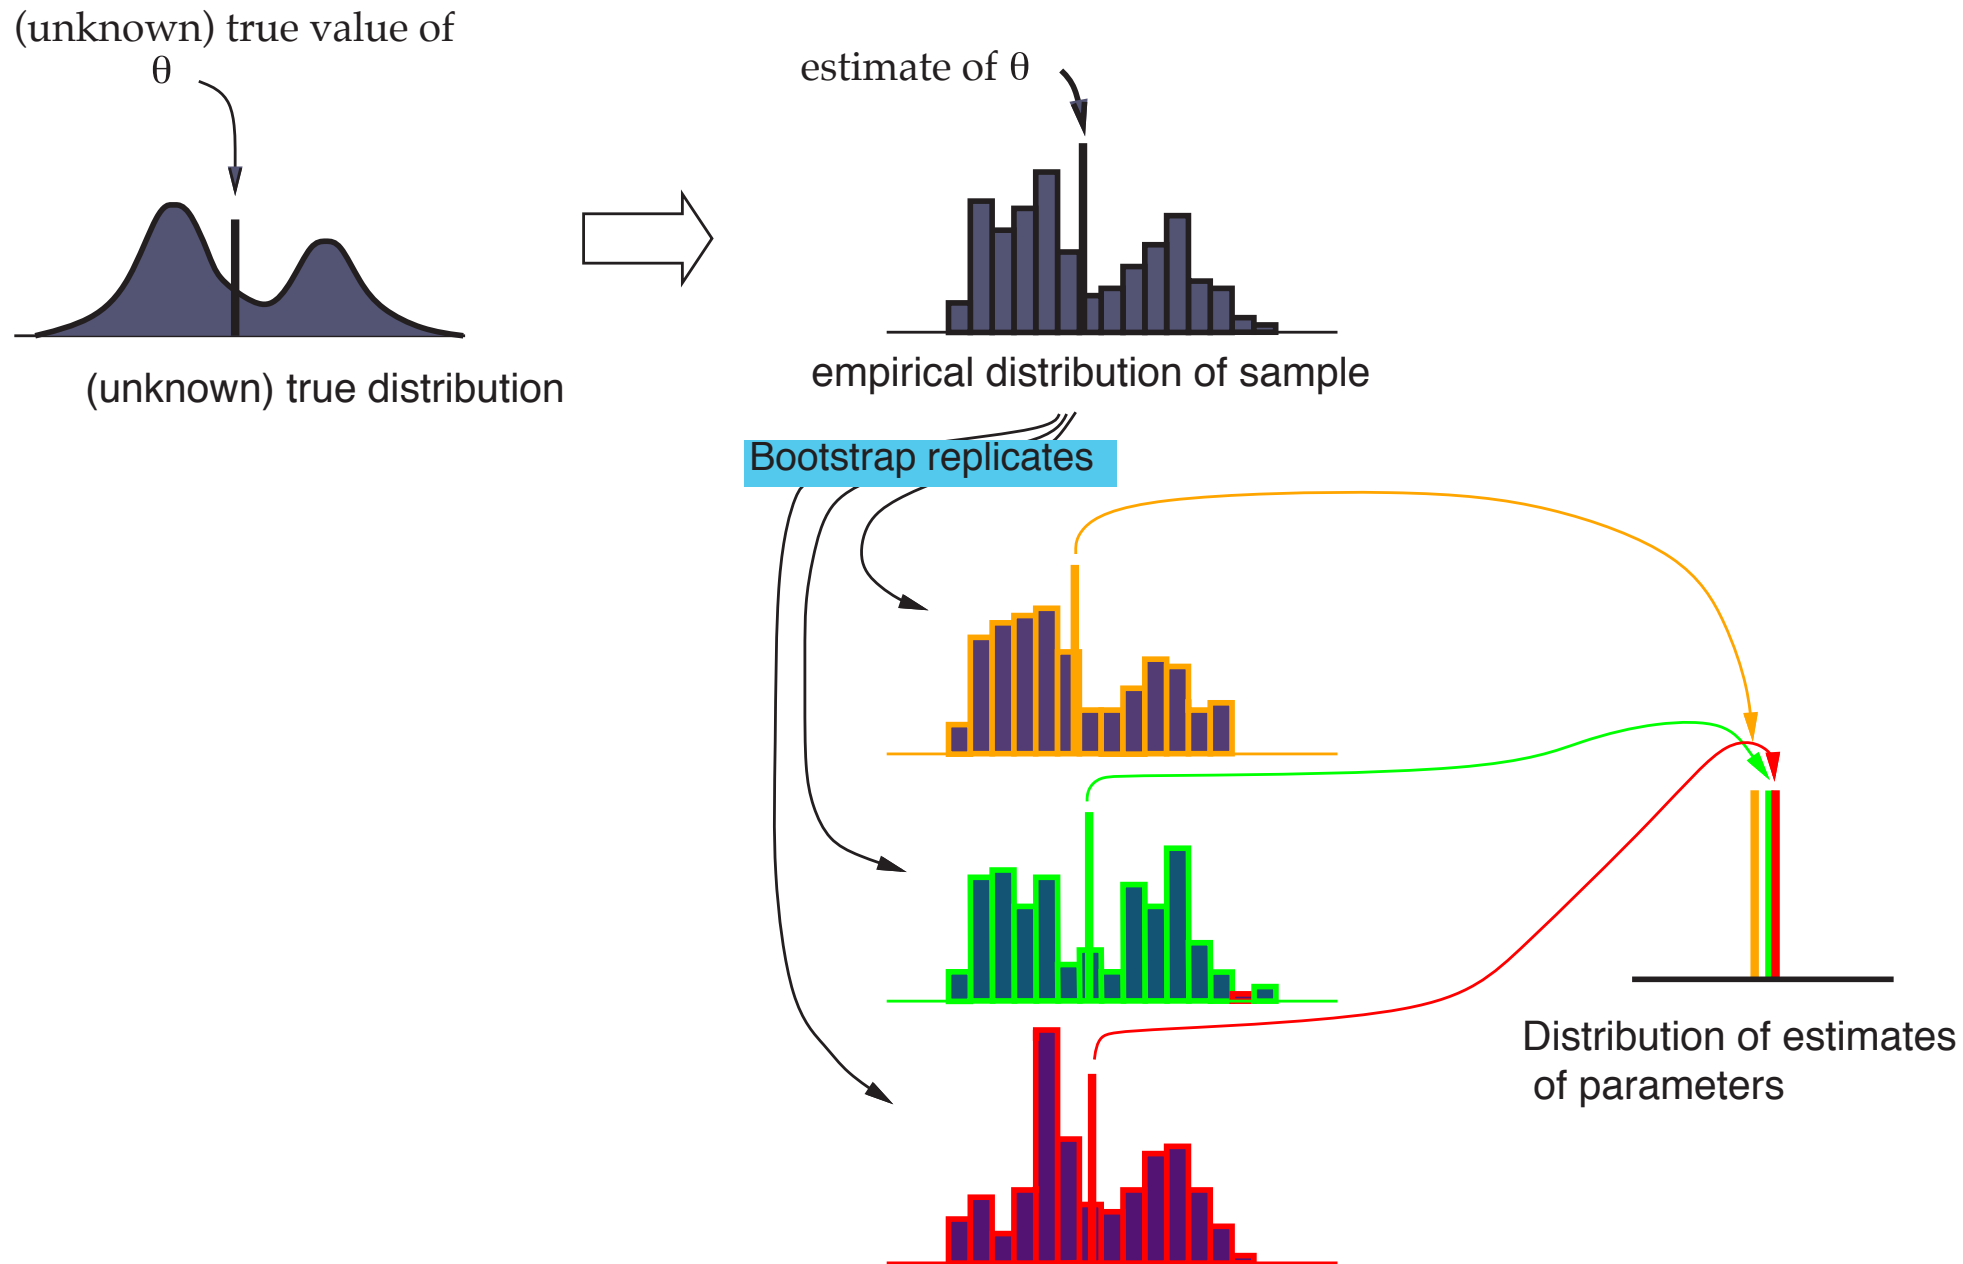 (unknown) true value of
θ
estimate of θ
(unknown) true distribution
empirical distribution of sample
Bootstrap replicates
Distribution of estimates
of parameters